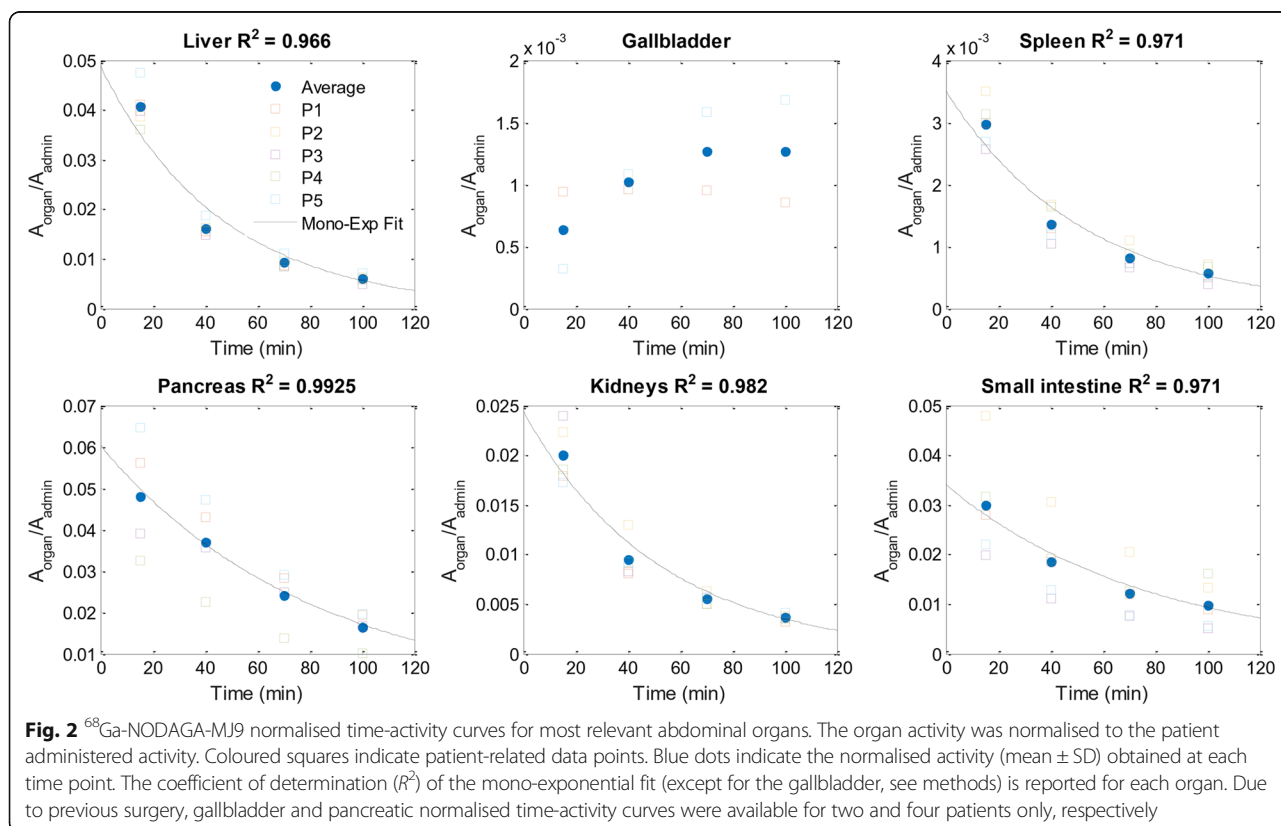 Liver R² = 0.966
A_organ/A_admin
0.05
0.04
0.03
0.02
0.01
0
Average
P1
P2
P3
P4
P5
Mono-Exp Fit
0 20 40 60 80 100 120
Time (min)
Gallbladder
x 10⁻³
A_organ/A_admin
2
1.5
1
0.5
0
0 20 40 60 80 100 120
Time (min)
Spleen R² = 0.971
x 10⁻³
A_organ/A_admin
4
3
2
1
0
0 20 40 60 80 100 120
Time (min)
Pancreas R² = 0.9925
A_organ/A_admin
0.07
0.06
0.05
0.04
0.03
0.02
0.01
0 20 40 60 80 100 120
Time (min)
Kidneys R² = 0.982
A_organ/A_admin
0.025
0.02
0.015
0.01
0.005
0
0 20 40 60 80 100 120
Time (min)
Small intestine R² = 0.971
A_organ/A_admin
0.05
0.04
0.03
0.02
0.01
0
0 20 40 60 80 100 120
Time (min)
Fig. 2 ⁶⁸Ga-NODAGA-MJ9 normalised time-activity curves for most relevant abdominal organs. The organ activity was normalised to the patient
administered activity. Coloured squares indicate patient-related data points. Blue dots indicate the normalised activity (mean ± SD) obtained at each
time point. The coefficient of determination (R²) of the mono-exponential fit (except for the gallbladder, see methods) is reported for each organ. Due
to previous surgery, gallbladder and pancreatic normalised time-activity curves were available for two and four patients only, respectively